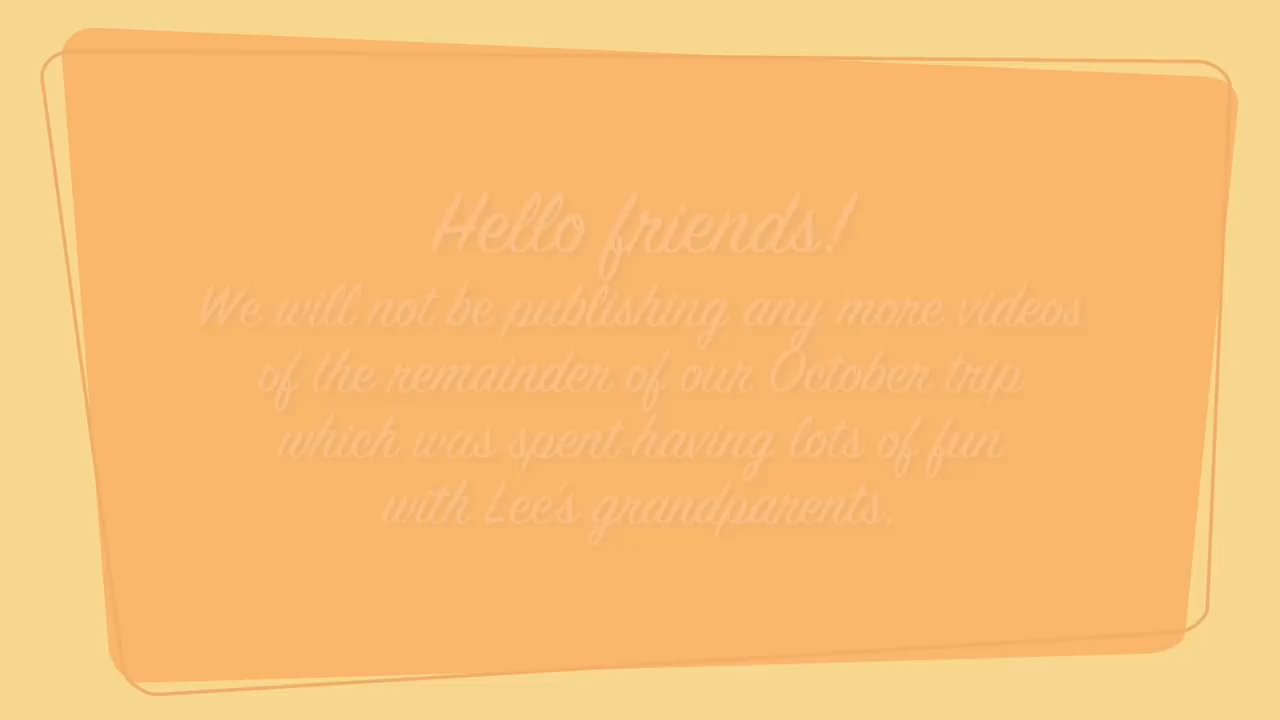 Hello friends!
We will not be publishing any more videos
of the remainder of our October trip
which was spent having lots of fun
with Lee's grandparents.